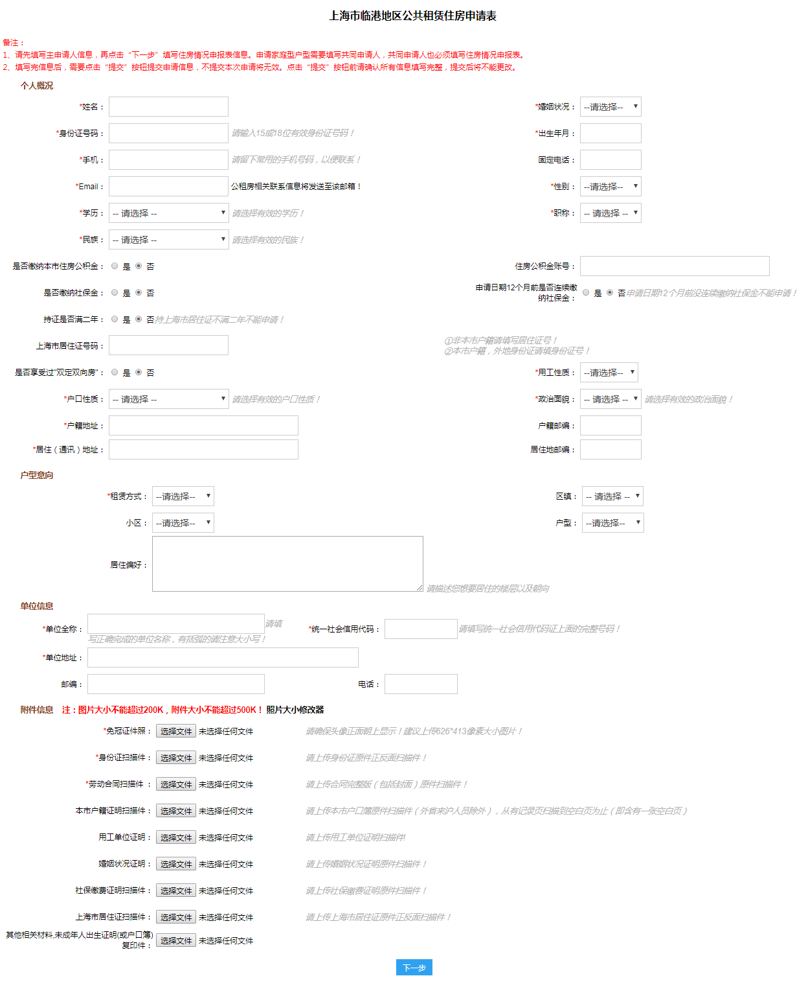 上海市临港地区公共租赁住房申请表
备注：
1、请先填写主申请人信息，再点击“下一步”填写住房情况申报表信息。申请家庭型户型需要填写共同申请人，共同申请人也必须填写住房情况申报表。
2、填写完信息后，需要点击“提交”按钮提交申请信息，不提交本次申请将无效。点击“提交”按钮前请确认所有信息填写完整，提交后将不能更改。
个人概况
*姓名： *婚姻状况： --请选择--
*身份证号码： 请输入15或18位有效身份证号码！ *出生年月：
*手机： 请留下常用的手机号码，以便联系！ 固定电话：
*Email： 公租房相关联系信息将发送至该邮箱！ *性别： --请选择--
*学历： -- 请选择 -- 请选择有效的学历！ *职称： -- 请选择 --
*民族： -- 请选择 -- 请选择有效的民族！
是否缴纳本市住房公积金： 是 否 住房公积金账号：
是否缴纳社保金： 是 否 申请日期12个月前是否连续缴
纳社保金： 是 否申请日期12个月前没连续缴纳社保金不能申请！
持证是否满二年： 是 否持上海市居住证不满二年不能申请！
上海市居住证号码： ①非本市户籍请填写居住证号！
②本市户籍，外地身份证请填身份证号！
是否享受过"双定双向房"： 是 否 *用工性质： --请选择--
*户口性质： -- 请选择 -- 请选择有效的户口性质！ *政治面貌： -- 请选择 -- 请选择有效的政治面貌！
*户籍地址： 户籍邮编：
*居住（通讯）地址： 居住地邮编：
户型意向
*租赁方式： --请选择-- 区镇： -- 请选择 --
小区： --请选择-- 户型： --请选择--
居住偏好： 请描述您想要居住的楼层以及朝向
单位信息
*单位全称： 请填
写正确完成的单位名称，有括弧的请注意大小写！ *统一社会信用代码： 请填写统一社会信用代码证上面的完整号码！
*单位地址：
邮编： 电话：
附件信息 注：图片大小不能超过200K，附件大小不能超过500K！ 照片大小修改器
*免冠证件照： 选择文件 未选择任何文件 请确保头像正面朝上显示！建议上传626*413像素大小图片！
*身份证扫描件： 选择文件 未选择任何文件 请上传身份证原件正反面扫描件！
*劳动合同扫描件 ： 选择文件 未选择任何文件 请上传合同完整版（包括封面）原件扫描件！
本市户籍证明扫描件： 选择文件 未选择任何文件 请上传本市户口簿原件扫描件（外省来沪人员除外），从有记录页扫描到空白页为止（即含有一张空白页）
用工单位证明： 选择文件 未选择任何文件 请上传用工单位证明扫描件!
婚姻状况证明： 选择文件 未选择任何文件 请上传婚姻状况证明原件扫描件！
社保缴费证明扫描件： 选择文件 未选择任何文件 请上传社保缴费证明原件扫描件！
上海市居住证扫描件： 选择文件 未选择任何文件 请上传上海市居住证原件正反面扫描件！
其他相关材料,未成年人出生证明(或户口簿)
复印件： 选择文件 未选择任何文件
下一步